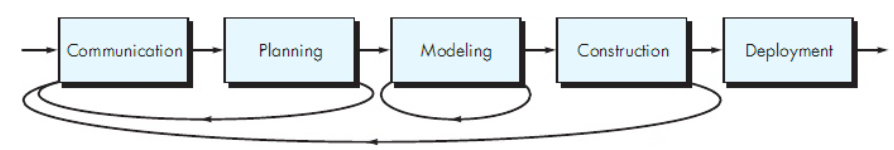 Communication
Planning
Modeling
Construction
Deployment